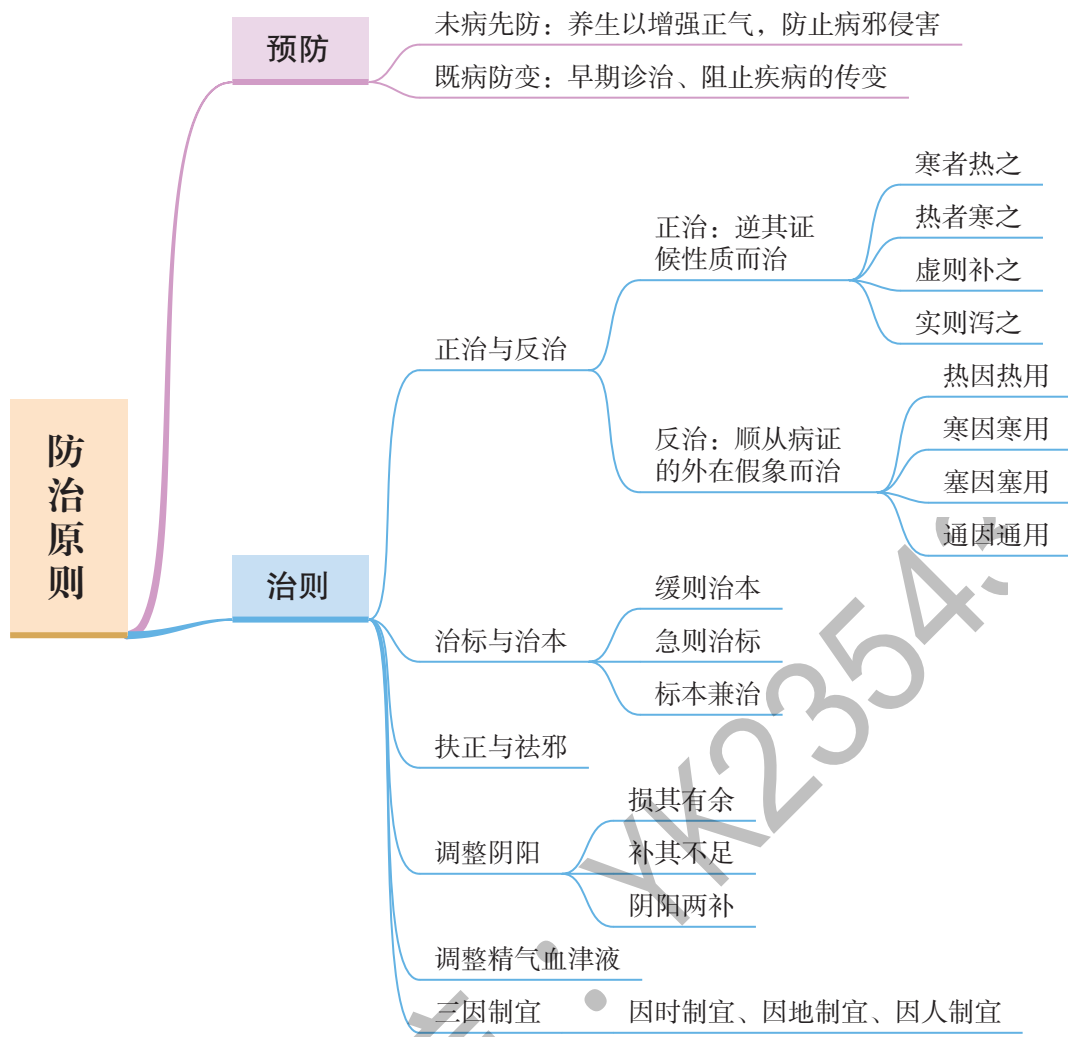 预防
未病先防：养生以增强正气，防止病邪侵害
既病防变：早期诊治、阻止疾病的传变
防治原则
治则
正治与反治
正治：逆其证
候性质而治
寒者热之
热者寒之
虚则补之
实则泻之
反治：顺从病证
的外在假象而治
热因热用
寒因寒用
塞因塞用
通因通用
治标与治本
缓则治本
急则治标
标本兼治
扶正与祛邪
调整阴阳
损其有余
补其不足
阴阳两补
调整精气血津液
三因制宜 因时制宜、因地制宜、因人制宜
：YK2354